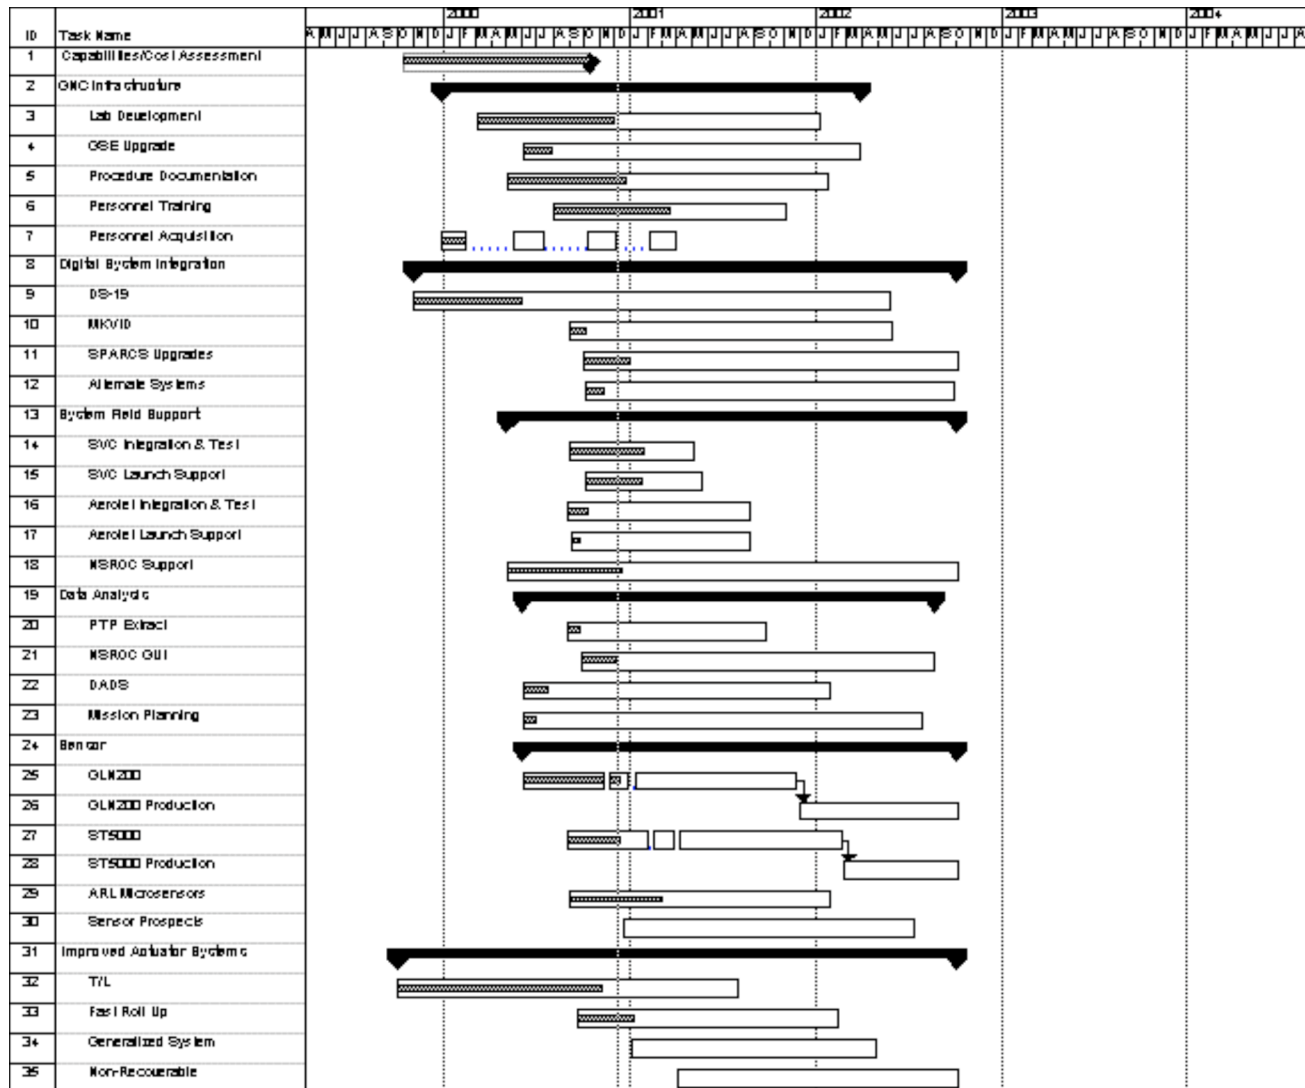 2000 2001 2002 2003 2004
ID Task Name A M J J A S O N D J F M A M J J A S O N D J F M A M J J A S O N D J F M A M J J A S O N D J F M A M J J A S O N D J F M A M J J A
1 Capabilities/Cost Assessment
2 GNC Infrastructure
3 Lab Development
4 GSE Upgrade
5 Procedure Documentation
6 Personnel Training
7 Personnel Acquisition
8 Digital System Integration
9 DS-19
10 MKVID
11 SPARCS Upgrades
12 Alternate Systems
13 System Field Support
14 SVC Integration & Test
15 SVC Launch Support
16 Aerojet Integration & Test
17 Aerojet Launch Support
18 NSROC Support
19 Data Analysis
20 PTP Extract
21 NSROC GUI
22 DADS
23 Mission Planning
24 Sensor
25 GLN200
26 GLN200 Production
27 ST5000
28 ST5000 Production
29 ARL Microsensors
30 Sensor Prospects
31 Improved Actuator Systems
32 T/L
33 Fast Roll Up
34 Generalized System
35 Non-Recoverable